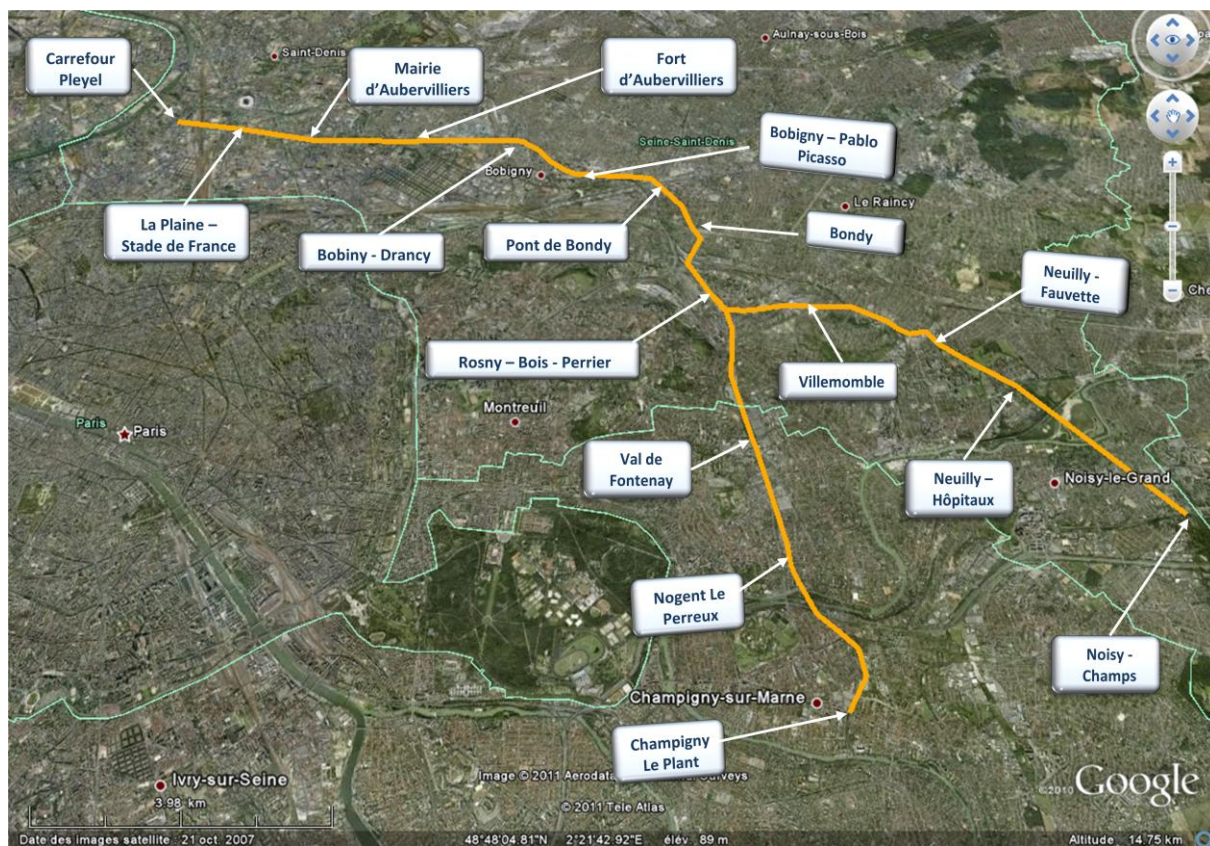 Carrefour
Pleyel
Saint-Denis
Mairie
d'Aubervilliers
Fort
d'Aubervilliers
Aulnay-sous-Bois
Seine-Saint-Denis
Bobigny – Pablo
Picasso
Bobigny
La Plaine –
Stade de France
Bobiny - Drancy
Pont de Bondy
Bondy
Le Raincy
Neuilly -
Fauvette
Che
Rosny – Bois - Perrier
Villemomble
Montreuil
Paris
Paris
Val de
Fontenay
Neuilly –
Hôpitaux
Noisy-le-Grand
Nogent Le
Perreux
Noisy -
Champs
Champigny-sur-Marne
Champigny
Le Plant
Ivry-sur-Seine
3.98 km
Image © 2011 Aerodata
Surveys
© 2011 Tele Atlas
©2010 Google
Date des images satellite : 21 oct. 2007
48°48'04.81"N 2°21'42.92"E élév. 89 m
Altitude 14.75 km